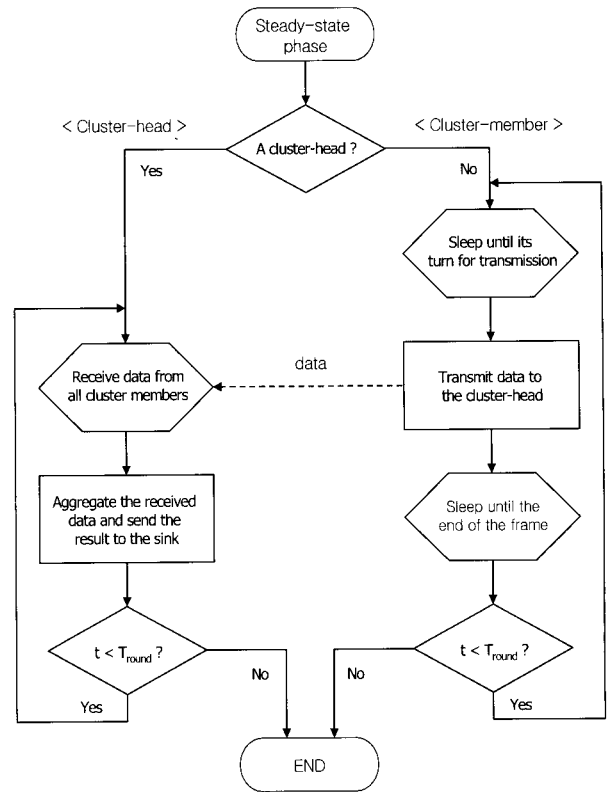 Steady-state
phase
< Cluster-head >
< Cluster-member >
A cluster-head ?
Yes
No
Sleep until its
turn for transmission
data
Receive data from
all cluster members
Transmit data to
the cluster-head
Aggregate the received
data and send the
result to the sink
Sleep until the
end of the frame
t < Tround ?
t < Tround ?
No
No
Yes
Yes
END